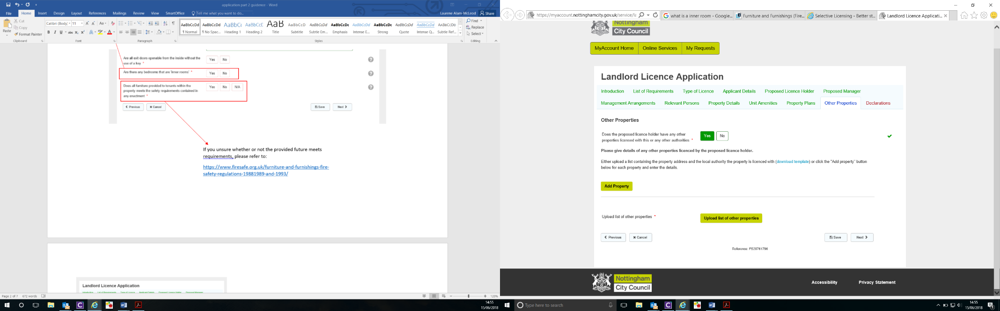 application part 2 guidence - Word
File Home Insert Design Layout References Mailings Review View SmartOffice Tell me what you want to do...
Laurene Alam-McLeod Share
Paste
Cut
Copy
Format Painter
Clipboard
Calibri (Body) 11
Font
Paragraph
AaBbCcDd AaBbCcDd AaBbCc AaBbCcE AaB AaBbCcD AaBbCcDd AaBbCcDd AaBbCcDd AaBbCcDc AaBbCcDd AaBbCcDd AaBbCcDD
¶ Normal ¶ No Spac... Heading 1 Heading 2 Title Subtitle Subtle Em... Emphasis Intense E... Strong Quote Intense Q... Subtle Ref...
Styles
Find
Replace
Select
Editing
Are all exit doors openable from the inside without the
use of a key *
Yes No
Are there any bedrooms that are 'inner rooms' *
Yes No
Does all furniture provided to tenants within the
property meets the safety requirements contained in
any enactment *
Yes No N/A
Previous Cancel Save Next
If you unsure whether or not the provided future meets
requirements, please refer to:
https://www.firesafe.org.uk/furniture-and-furnishings-fire-
safety-regulations-19881989-and-1993/
Landlord Licence Application
Introduction List of Requirements Type of Licence Applicant Details Proposed Licence Holder Proposed Manager
Page 2 of 7 672 words
120%
14:55
15/06/2018
https://myaccount.nottinghamcity.gov.uk/service/la
what is a inner room - Google...
Furniture and Furnishings (Fire...
Selective Licensing - Better st...
Landlord Licence Applicati...
Nottingham
City Council
MyAccount Home Online Services My Requests
Landlord Licence Application
Introduction List of Requirements Type of Licence Applicant Details Proposed Licence Holder Proposed Manager
Management Arrangements Relevant Persons Property Details Unit Amenities Property Plans Other Properties Declarations
Other Properties
Does the proposed licence holder have any other
properties licensed with this or any other authorities *
Yes No
Please give details of any other properties licenced by the proposed licence holder.
Either upload a list containing the property address and the local authority the property is licenced with (download template) or click the "Add property" button
below for each property and enter the details.
Add Property
Upload list of other properties *
Upload list of other properties
Previous Cancel Save Next
Reference: FS28761796
Nottingham
City Council
Accessibility Privacy Statement
Type here to search
14:55
15/06/2018